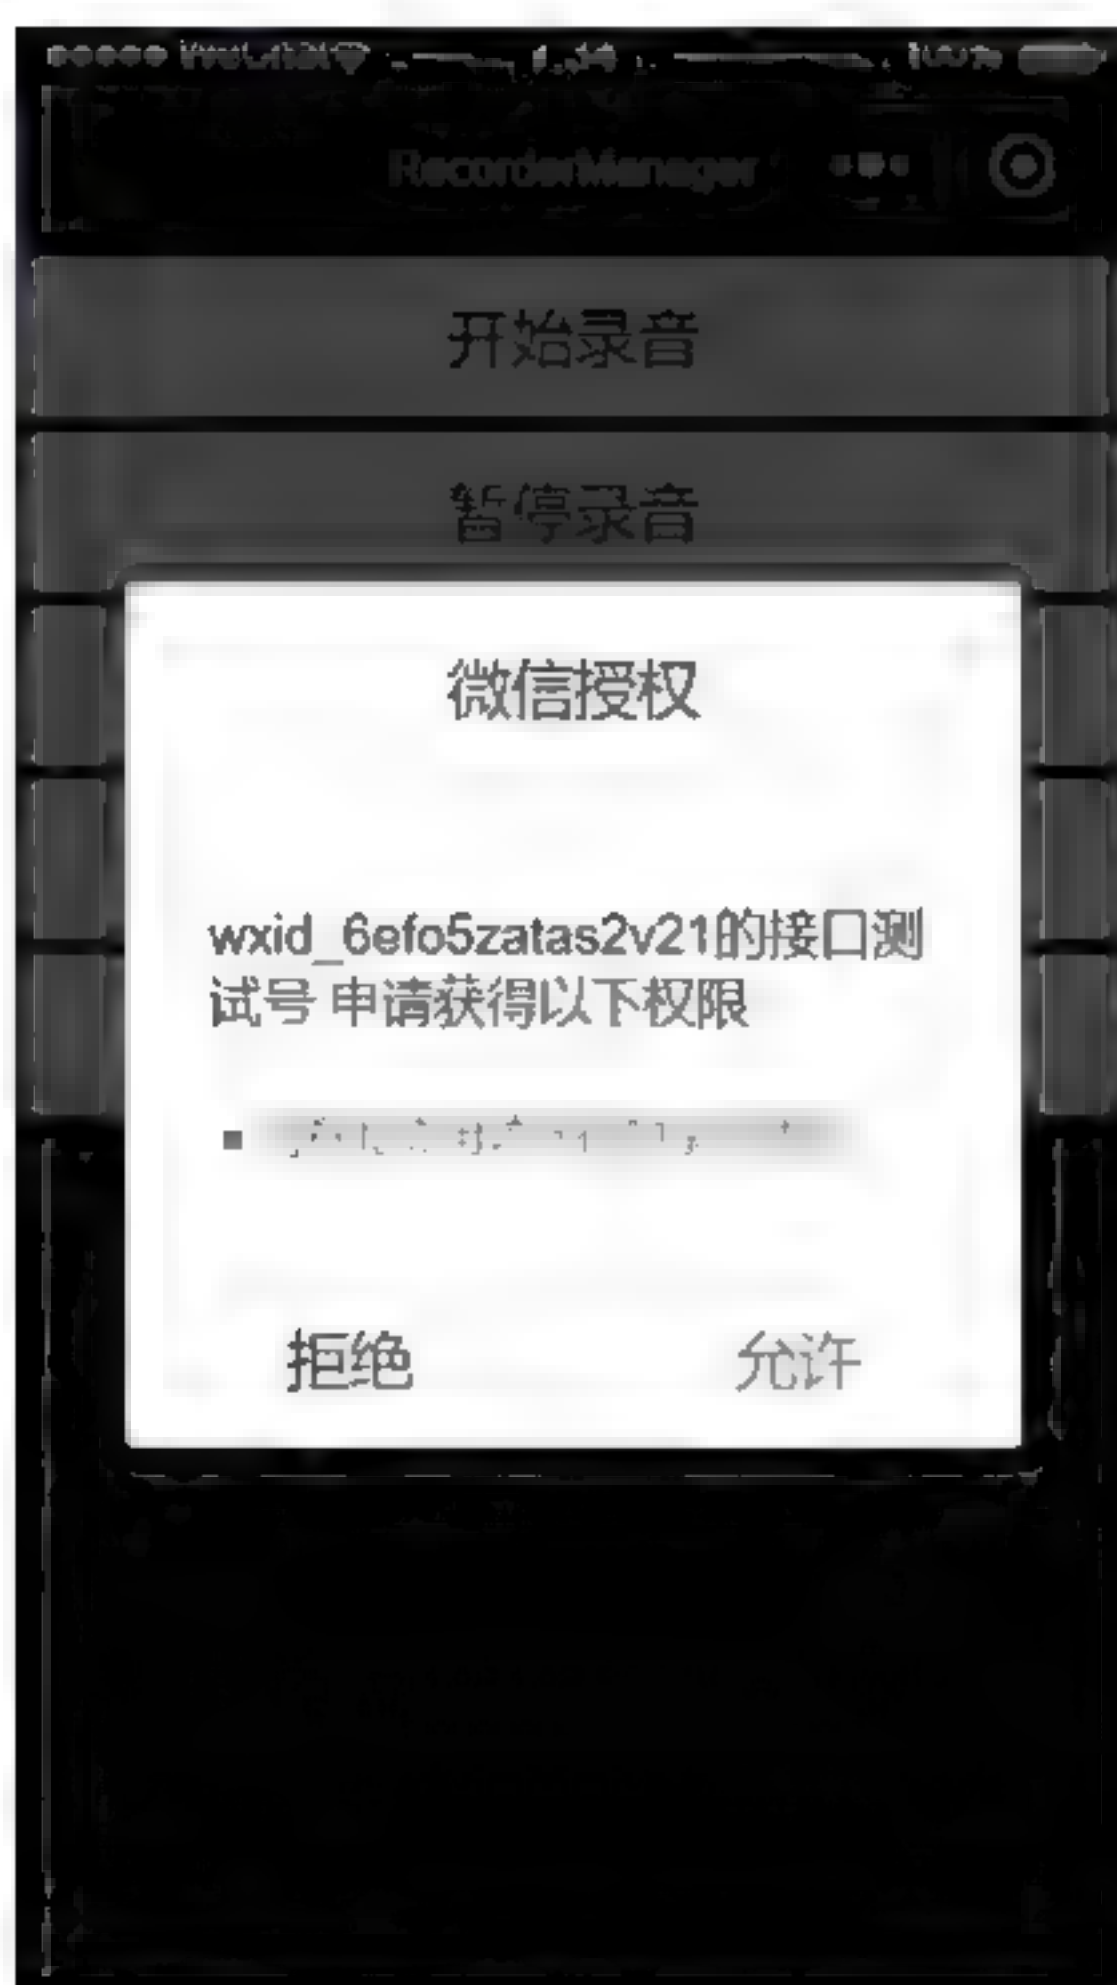 RecorderManager
开始录音
暂停录音
微信授权
wxid_6efo5zatas2v21的接口测
试号 申请获得以下权限
拒绝
允许